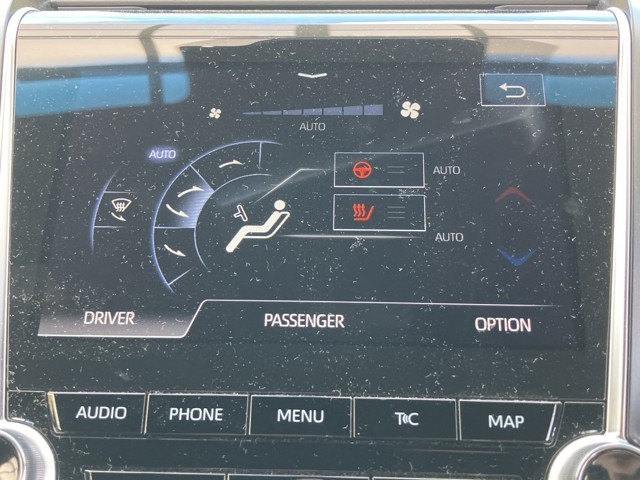 AUTO
AUTO
AUTO
AUTO
DRIVER
PASSENGER
OPTION
AUDIO
PHONE
MENU
T C
MAP